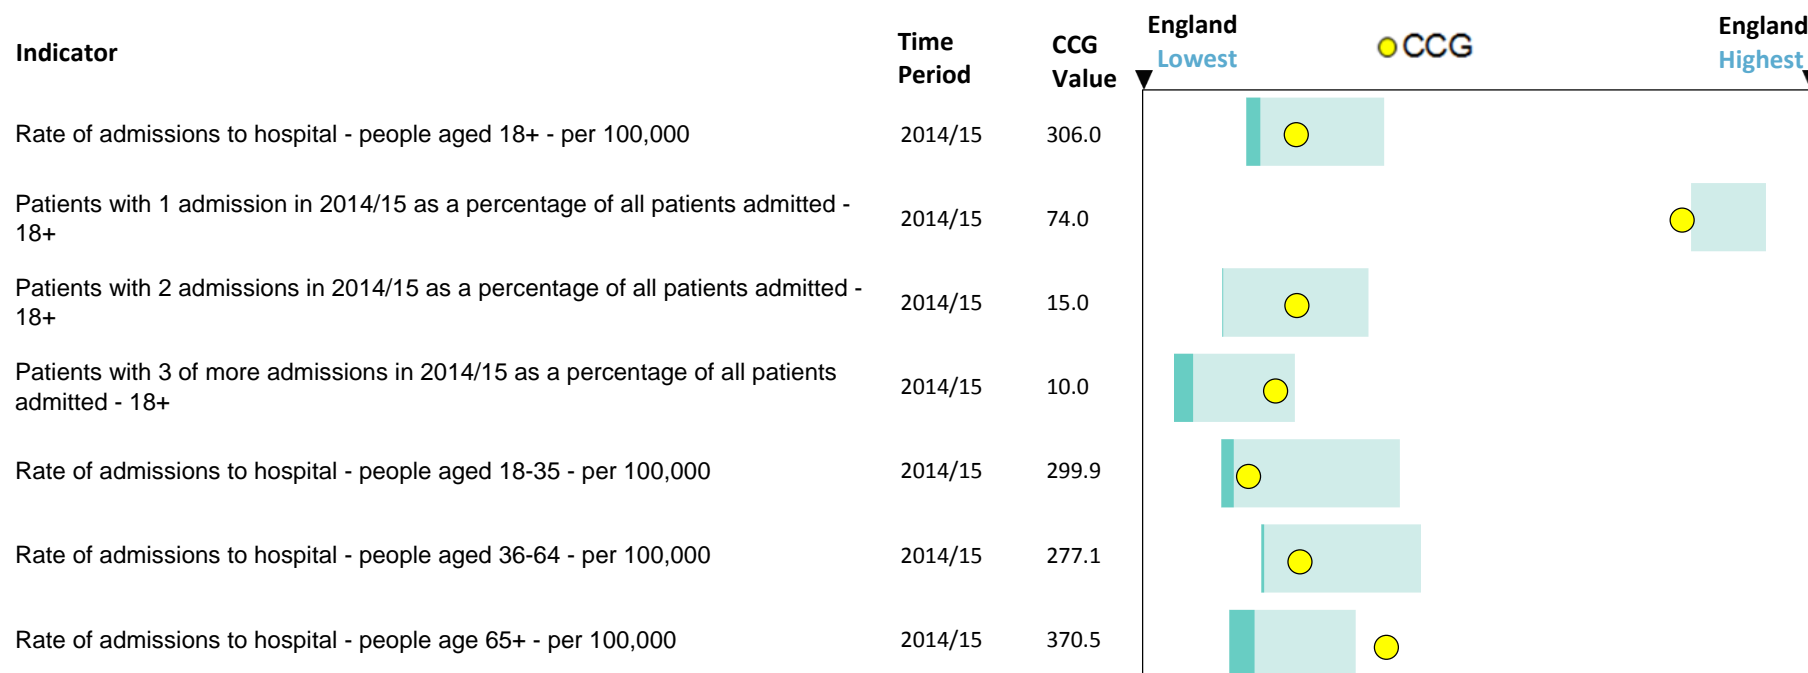 Indicator
Time
Period
CCG
Value
England
Lowest
CCG
England
Highest
Rate of admissions to hospital - people aged 18+ - per 100,000
2014/15
306.0
Patients with 1 admission in 2014/15 as a percentage of all patients admitted -
18+
2014/15
74.0
Patients with 2 admissions in 2014/15 as a percentage of all patients admitted -
18+
2014/15
15.0
Patients with 3 of more admissions in 2014/15 as a percentage of all patients
admitted - 18+
2014/15
10.0
Rate of admissions to hospital - people aged 18-35 - per 100,000
2014/15
299.9
Rate of admissions to hospital - people aged 36-64 - per 100,000
2014/15
277.1
Rate of admissions to hospital - people age 65+ - per 100,000
2014/15
370.5